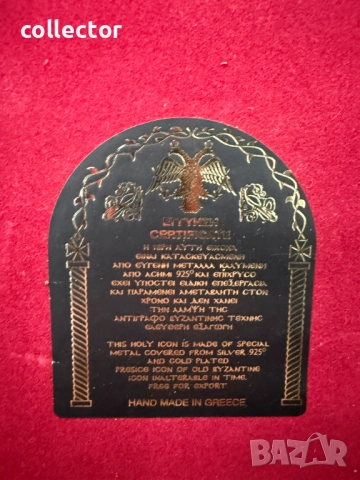 collector
ΕΓΓΥΗΣΗ
CERTIFICATE
Η ΙΕΡΗ ΑΥΤΗ ΕΙΚΟΝΑ
ΕΙΝΑΙ ΚΑΤΑΣΚΕΥΑΣΜΕΝΗ
ΑΠΟ ΕΥΓΕΝΗ ΜΕΤΑΛΛΑ ΚΑΛΥΜΕΝΗ
ΑΠΟ ΑΣΗΜΙ 925° ΚΑΙ ΕΠΙΧΡΥΣΟ
ΕΧΕΙ ΥΠΟΣΤΕΙ ΕΙΔΙΚΗ ΕΠΕΞΕΡΓΑΣΙΑ
ΚΑΙ ΠΑΡΑΜΕΝΕΙ ΑΜΕΤΑΒΛΗΤΗ ΣΤΟΝ
ΧΡΟΝΟ ΚΑΙ ΔΕΝ ΧΑΝΕΙ
ΤΗΝ ΛΑΜΨΗ ΤΗΣ
ΑΝΤΙΓΡΑΦΟ ΒΥΖΑΝΤΙΝΗΣ ΤΕΧΝΗΣ
ΕΛΕΥΘΕΡΗ ΕΞΑΓΩΓΗ
THIS HOLY ICON IS MADE OF SPECIAL
METAL COVERED FROM SILVER 925°
AND GOLD PLATED
PRESICE ICON OF OLD BYZANTINE
ICON INALTERABLE IN TIME.
FREE FOR EXPORT
HAND MADE IN GREECE
BAZAR
bg